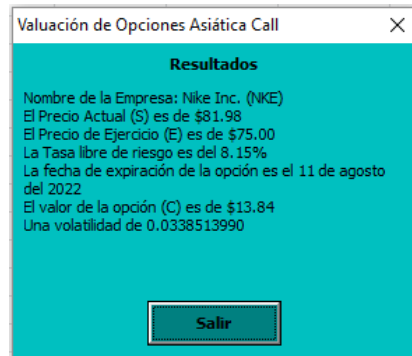 Valuación de Opciones Asiática Call
Resultados
Nombre de la Empresa: Nike Inc. (NKE)
El Precio Actual (S) es de $81.98
El Precio de Ejercicio (E) es de $75.00
La Tasa libre de riesgo es del 8.15%
La fecha de expiración de la opción es el 11 de agosto
del 2022
El valor de la opción (C) es de $13.84
Una volatilidad de 0.0338513990
Salir